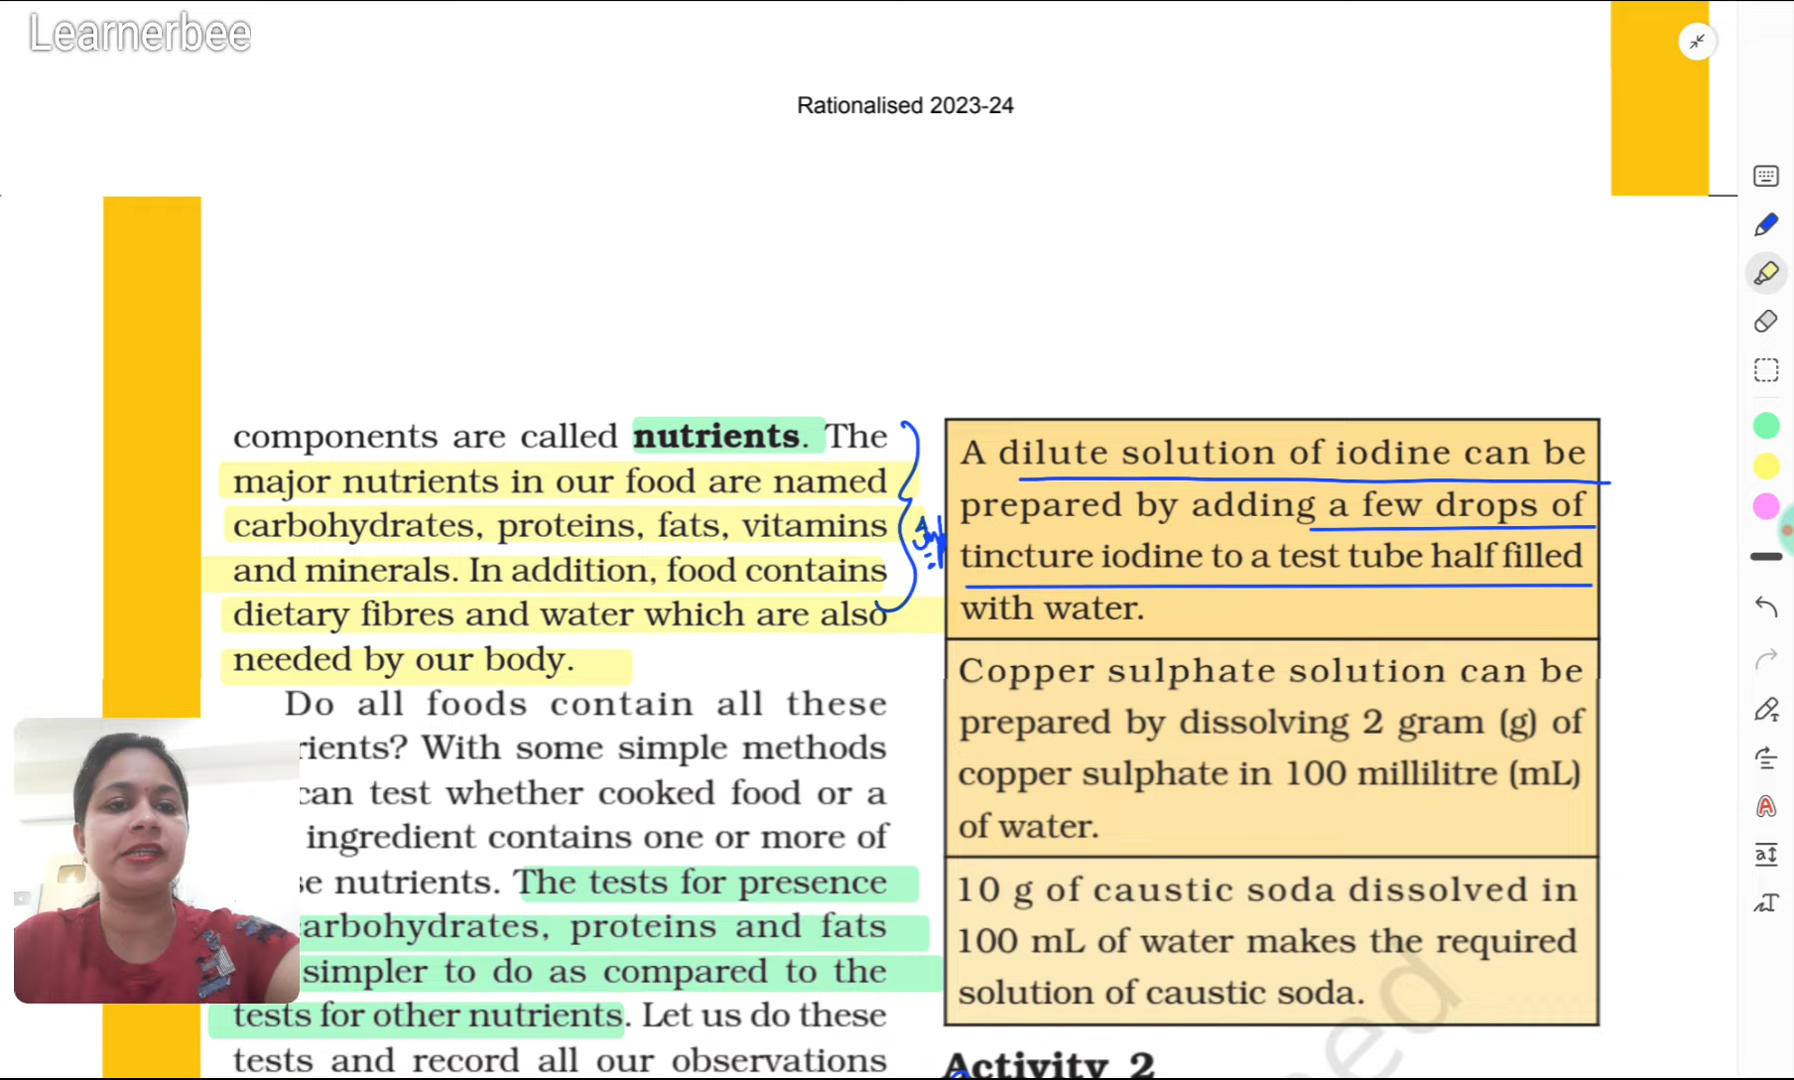 Learnerbee
Rationalised 2023-24
components are called nutrients. The
major nutrients in our food are named
carbohydrates, proteins, fats, vitamins
and minerals. In addition, food contains
dietary fibres and water which are also
needed by our body.
Do all foods contain all these
rients? With some simple methods
can test whether cooked food or a
ingredient contains one or more of
se nutrients. The tests for presence
arbohydrates, proteins and fats
simpler to do as compared to the
tests for other nutrients. Let us do these
tests and record all our observations
A dilute solution of iodine can be
prepared by adding a few drops of
tincture iodine to a test tube half filled
with water.
Copper sulphate solution can be
prepared by dissolving 2 gram (g) of
copper sulphate in 100 millilitre (mL)
of water.
10 g of caustic soda dissolved in
100 mL of water makes the required
solution of caustic soda.
Activity 2